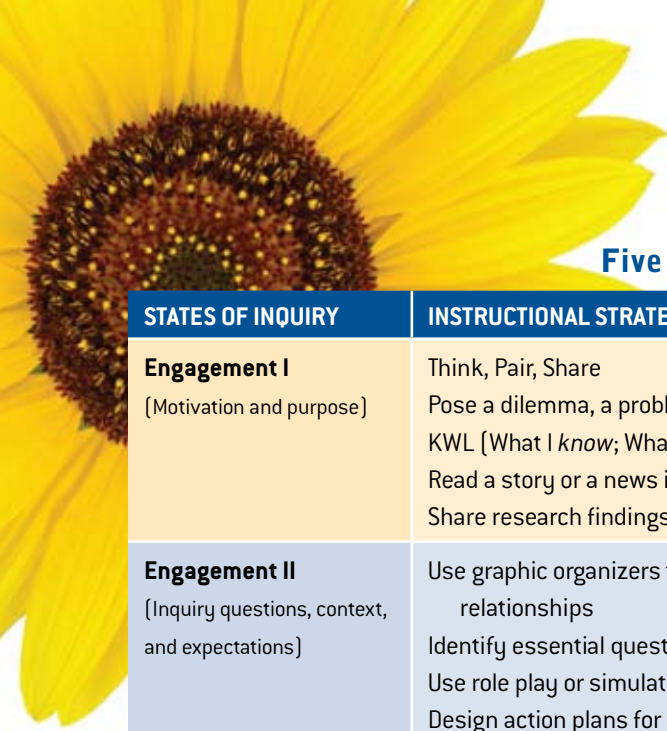 Five
STATES OF INQUIRY
INSTRUCTIONAL STRATE
Engagement I
(Motivation and purpose)
Think, Pair, Share
Pose a dilemma, a probl
KWL (What I know; Wha
Read a story or a news i
Share research findings
Engagement II
(Inquiry questions, context,
and expectations)
Use graphic organizers t
relationships
Identify essential quest
Use role play or simulat
Design action plans for